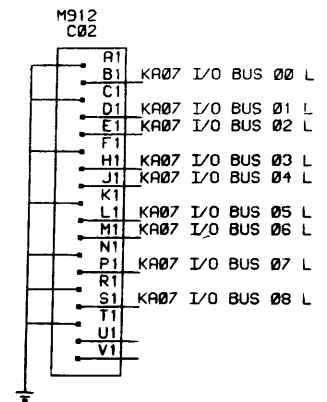 M912
C02
A1
B1 KA07 I/O BUS 00 L
C1
D1 KA07 I/O BUS 01 L
E1 KA07 I/O BUS 02 L
F1
H1 KA07 I/O BUS 03 L
J1 KA07 I/O BUS 04 L
K1
L1 KA07 I/O BUS 05 L
M1 KA07 I/O BUS 06 L
N1
P1 KA07 I/O BUS 07 L
R1
S1 KA07 I/O BUS 08 L
T1
U1
V1